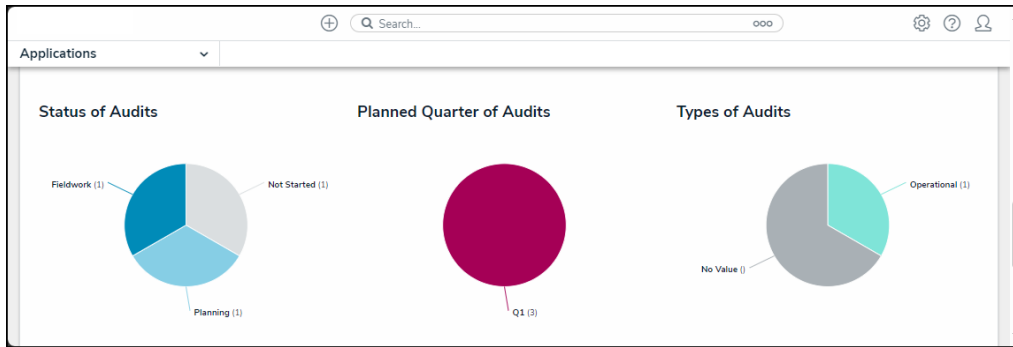 Search...
Applications
Status of Audits
Planned Quarter of Audits
Types of Audits
Fieldwork (1)
Not Started (1)
Planning (1)
Q1 (3)
Operational (1)
No Value ()